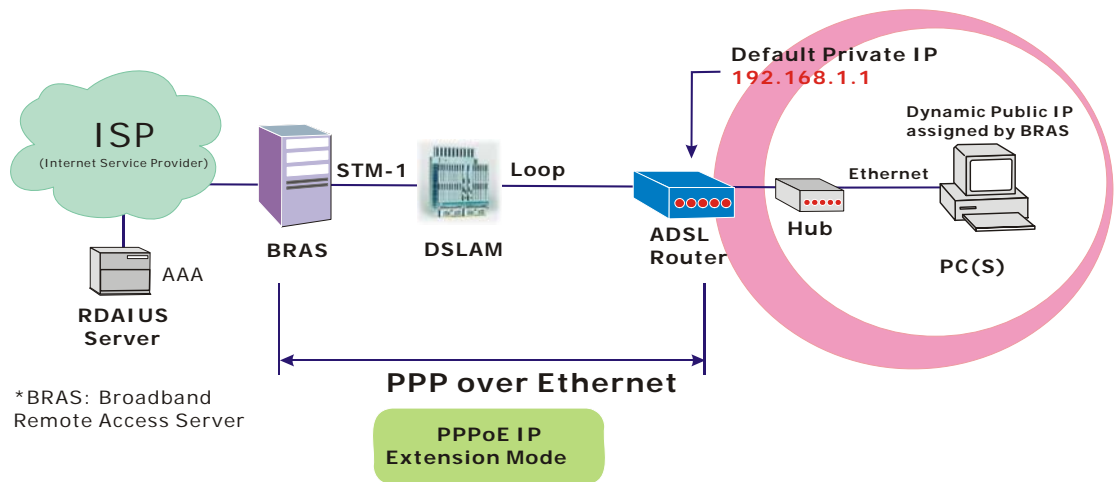 Default Private IP
192.168.1.1
ISP
(Internet Service Provider)
Dynamic Public IP
assigned by BRAS
STM-1
Loop
Ethernet
BRAS
DSLAM
ADSL
Router
Hub
PC(S)
AAA
RDAIUS
Server
PPP over Ethernet
*BRAS: Broadband
Remote Access Server
PPPoE IP
Extension Mode